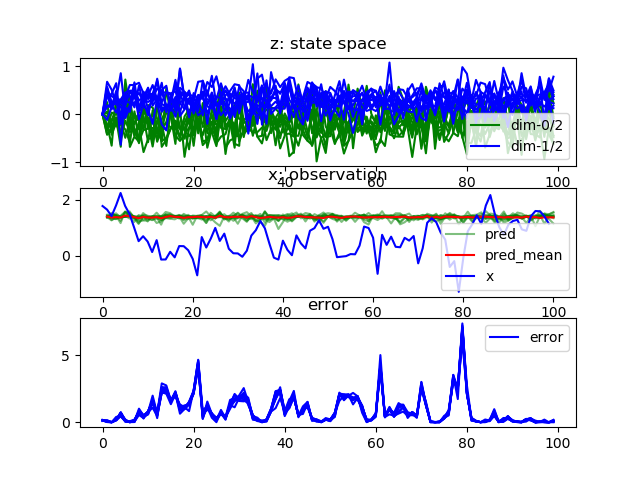 z: state space
1
0
−1
dim-0/2
dim-1/2
0 20 40 60 80 100
x:observation
2
0
pred
pred_mean
x
0 20 40 60 80 100
error
5
0
error
0 20 40 60 80 100